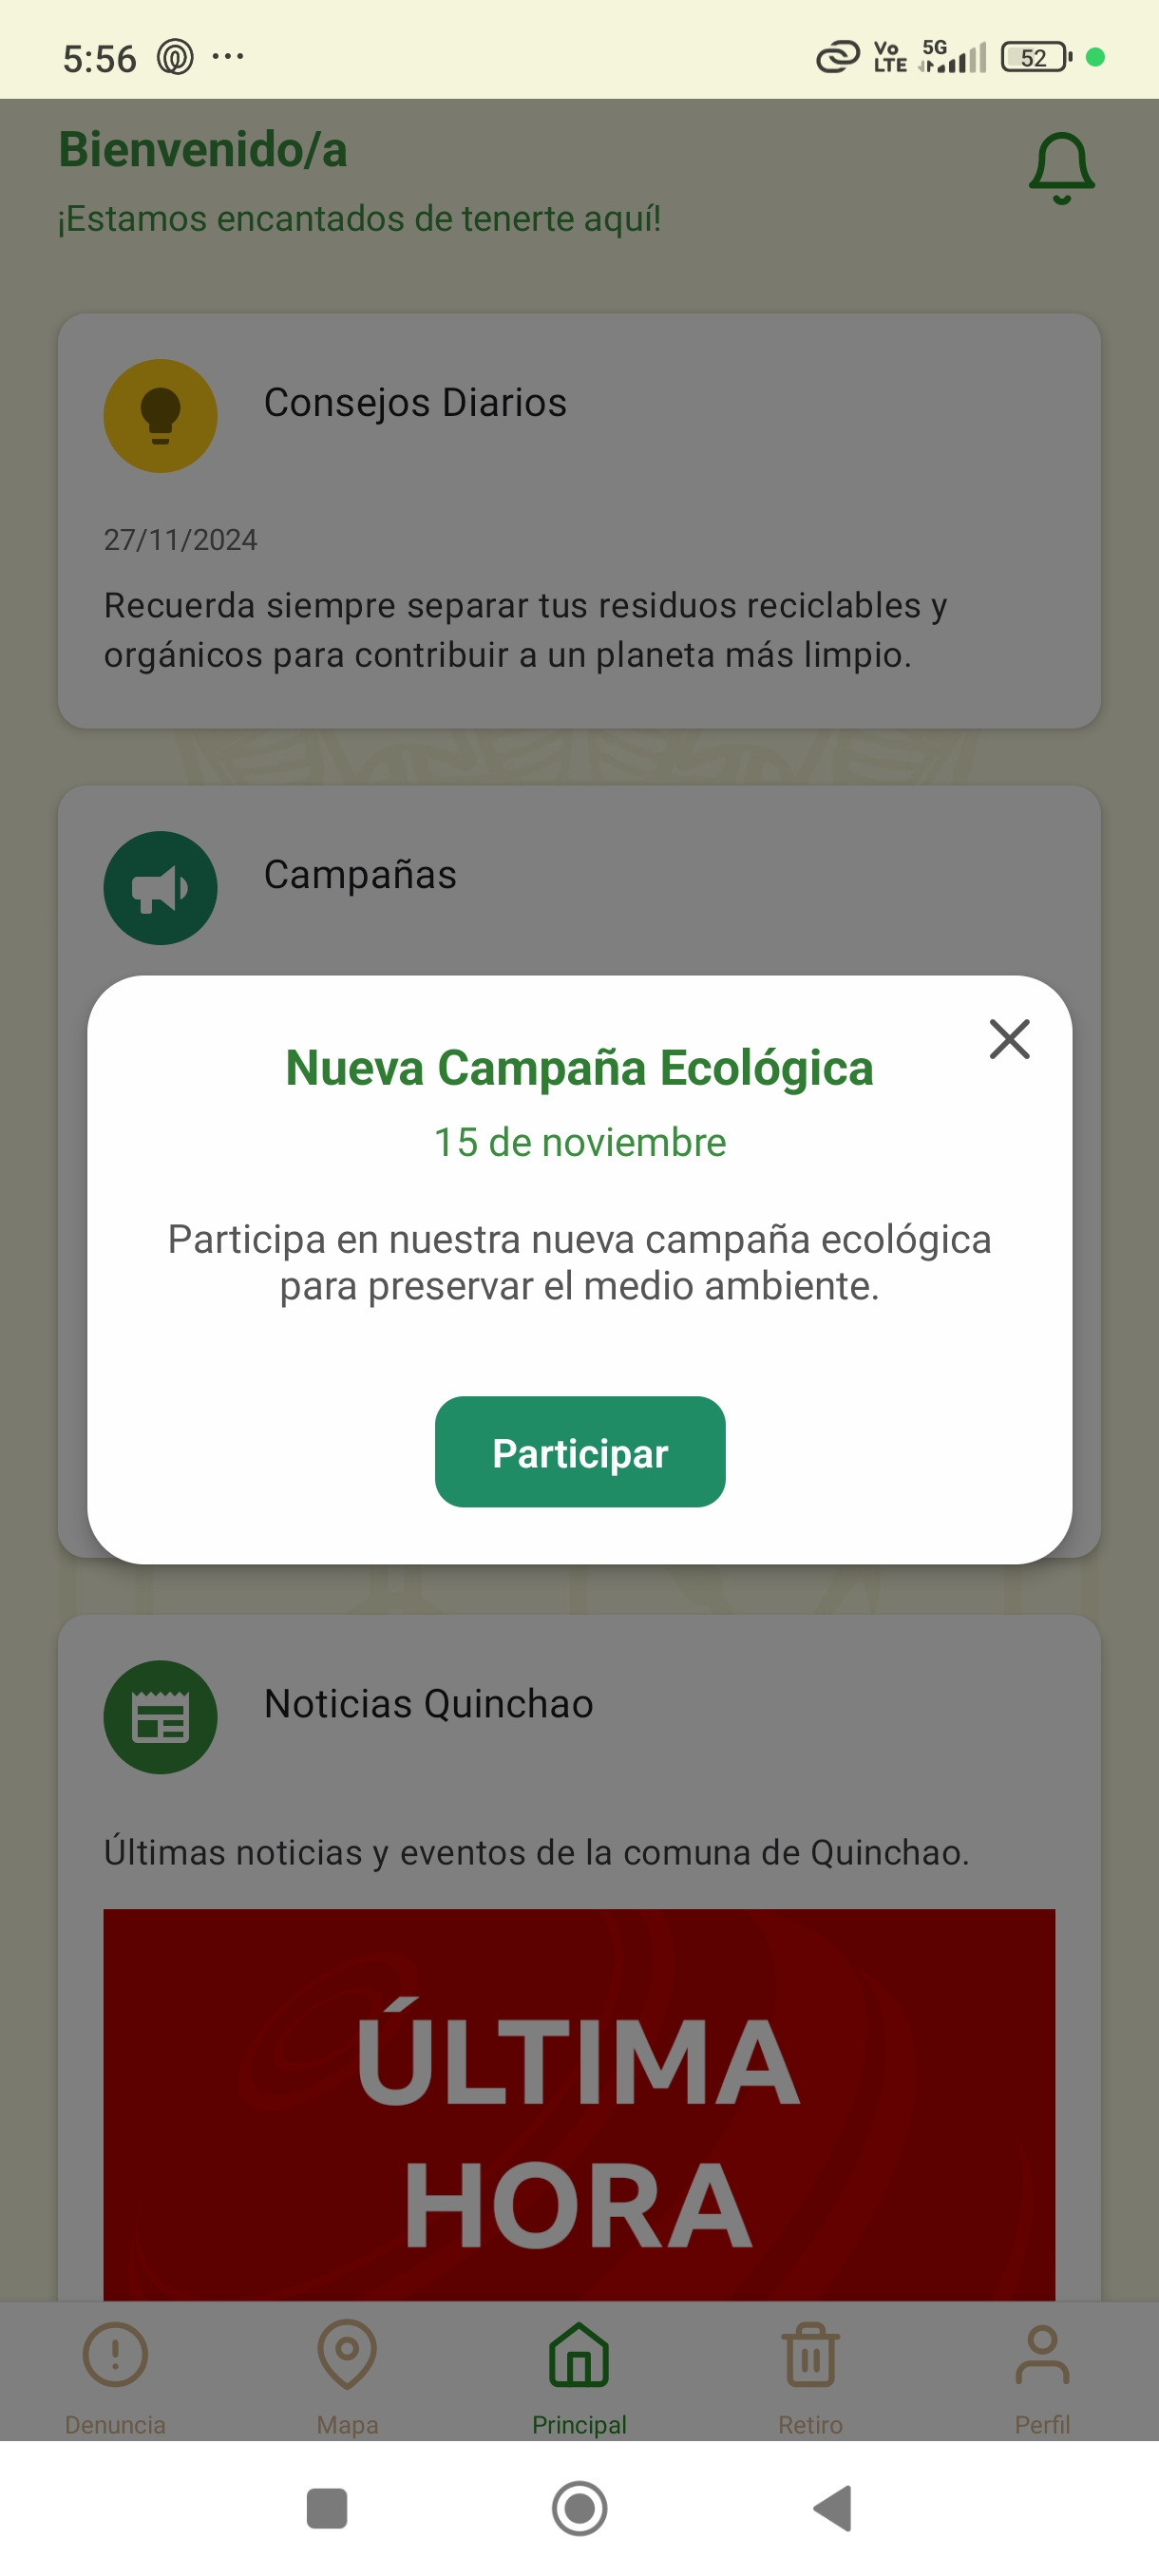 5:56
Vo
LTE
5G
52
Bienvenido/a
¡Estamos encantados de tenerte aquí!
Consejos Diarios
27/11/2024
Recuerda siempre separar tus residuos reciclables y
orgánicos para contribuir a un planeta más limpio.
Campañas
Nueva Campaña Ecológica
15 de noviembre
Participa en nuestra nueva campaña ecológica
para preservar el medio ambiente.
Participar
Noticias Quinchao
Últimas noticias y eventos de la comuna de Quinchao.
ÚLTIMA
HORA
Denuncia
Mapa
Principal
Retiro
Perfil